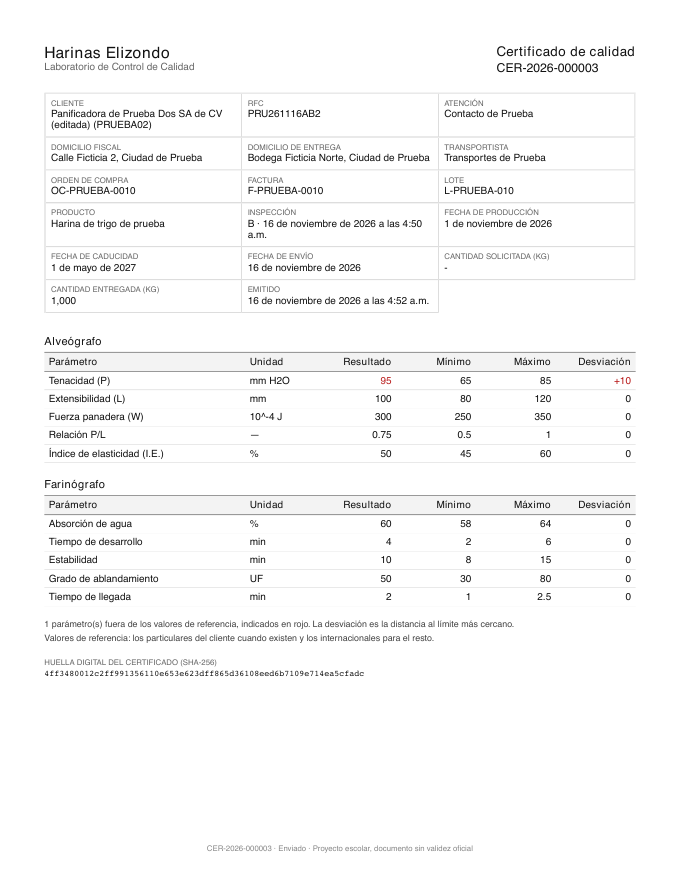 Harinas Elizondo
Laboratorio de Control de Calidad
Certificado de calidad
CER-2026-000003
CLIENTE
Panificadora de Prueba Dos SA de CV
(editada) (PRUEBA02)
RFC
PRU261116AB2
ATENCIÓN
Contacto de Prueba
DOMICILIO FISCAL
Calle Ficticia 2, Ciudad de Prueba
DOMICILIO DE ENTREGA
Bodega Ficticia Norte, Ciudad de Prueba
TRANSPORTISTA
Transportes de Prueba
ORDEN DE COMPRA
OC-PRUEBA-0010
FACTURA
F-PRUEBA-0010
LOTE
L-PRUEBA-010
PRODUCTO
Harina de trigo de prueba
INSPECCIÓN
B · 16 de noviembre de 2026 a las 4:50
a.m.
FECHA DE PRODUCCIÓN
1 de noviembre de 2026
FECHA DE CADUCIDAD
1 de mayo de 2027
FECHA DE ENVÍO
16 de noviembre de 2026
CANTIDAD SOLICITADA (KG)
-
CANTIDAD ENTREGADA (KG)
1,000
EMITIDO
16 de noviembre de 2026 a las 4:52 a.m.
Alveógrafo
Parámetro Unidad Resultado Mínimo Máximo Desviación
Tenacidad (P) mm H2O 95 65 85 +10
Extensibilidad (L) mm 100 80 120 0
Fuerza panadera (W) 10^-4 J 300 250 350 0
Relación P/L — 0.75 0.5 1 0
Índice de elasticidad (I.E.) % 50 45 60 0
Farinógrafo
Parámetro Unidad Resultado Mínimo Máximo Desviación
Absorción de agua % 60 58 64 0
Tiempo de desarrollo min 4 2 6 0
Estabilidad min 10 8 15 0
Grado de ablandamiento UF 50 30 80 0
Tiempo de llegada min 2 1 2.5 0
1 parámetro(s) fuera de los valores de referencia, indicados en rojo. La desviación es la distancia al límite más cercano.
Valores de referencia: los particulares del cliente cuando existen y los internacionales para el resto.
HUELLA DIGITAL DEL CERTIFICADO (SHA-256)
4ff3480012c2ff991356110e653e623dff865d36108eed6b7109e714ea5cfadc
CER-2026-000003 · Enviado · Proyecto escolar, documento sin validez oficial